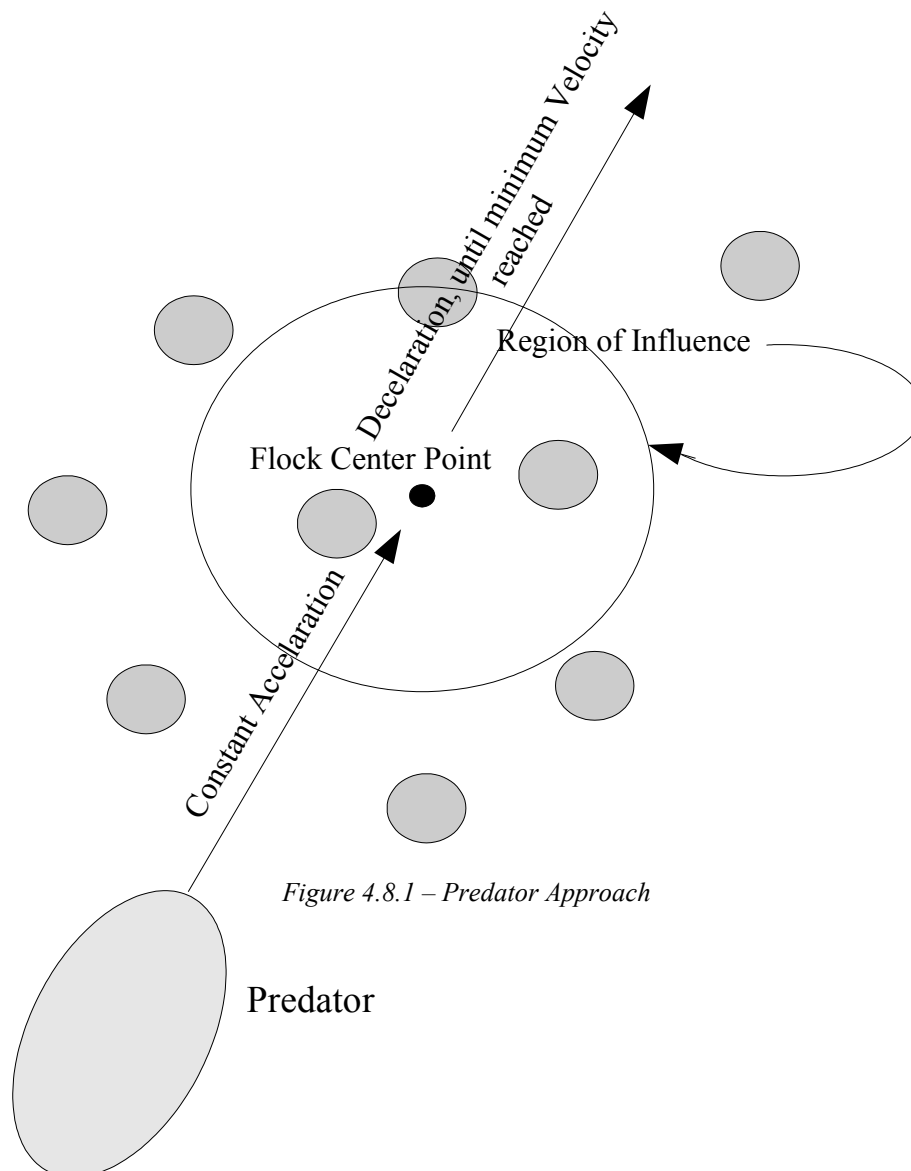 Decelaration, until minimum Velocity
reached
Region of Influence
Flock Center Point
Constant Accelaration
Figure 4.8.1 – Predator Approach
Predator